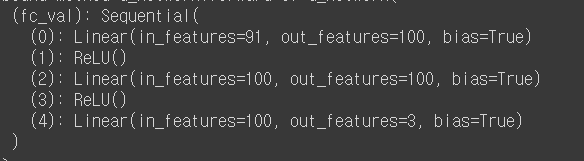 (fc_val): Sequential(
(0): Linear(in_features=91, out_features=100, bias=True)
(1): ReLU()
(2): Linear(in_features=100, out_features=100, bias=True)
(3): ReLU()
(4): Linear(in_features=100, out_features=3, bias=True)
)